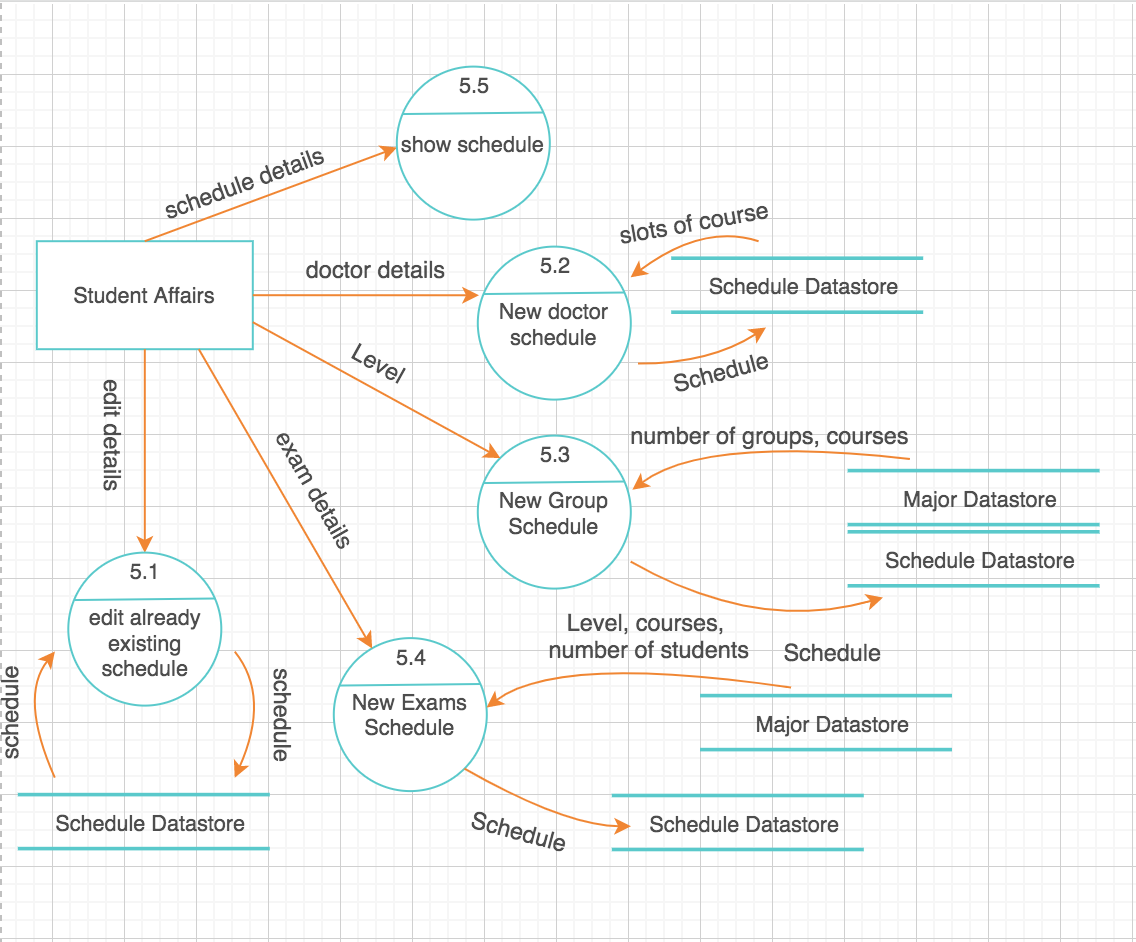 5.5
show schedule
schedule details
slots of course
5.2
doctor details
Schedule Datastore
Student Affairs
New doctor
schedule
Level
Schedule
edit details
number of groups, courses
5.3
exam details
New Group
Schedule
Major Datastore
Schedule Datastore
5.1
edit already
existing
schedule
Level, courses,
number of students
Schedule
5.4
New Exams
Schedule
schedule
schedule
Major Datastore
Schedule Datastore
Schedule
Schedule Datastore